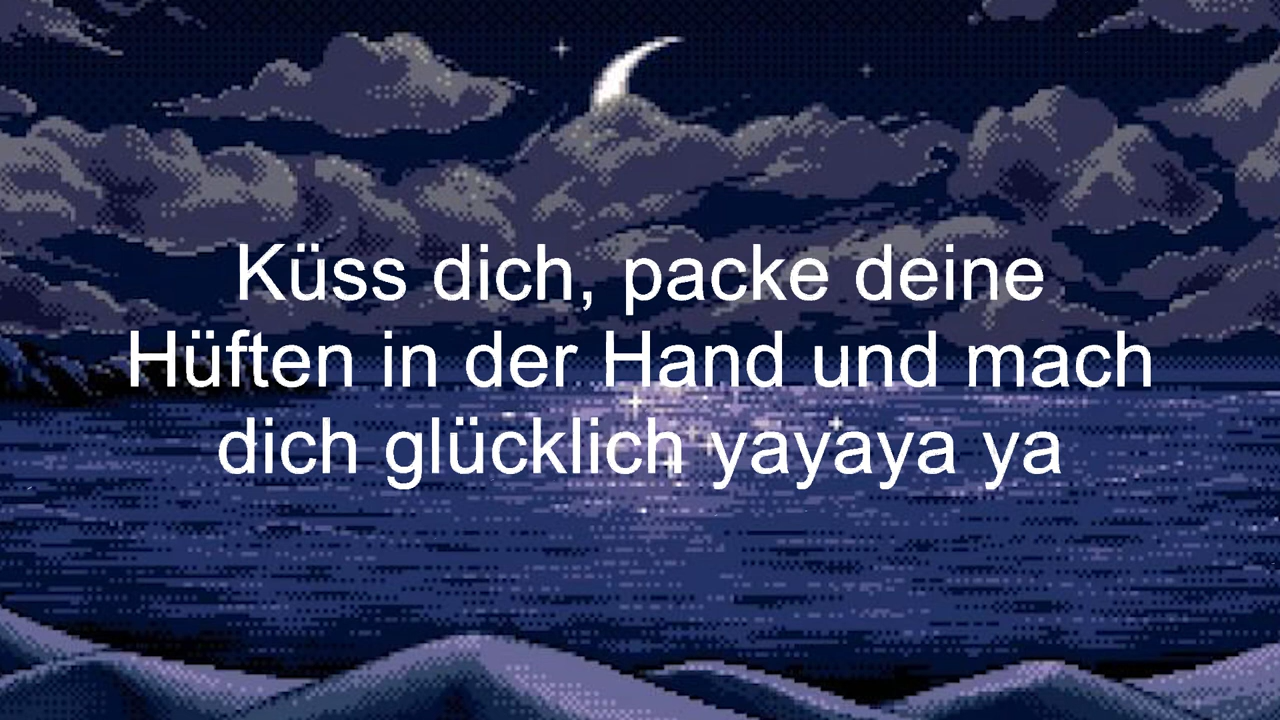 Küss dich, packe deine
Hüften in der Hand und mach
dich glücklich yayaya ya